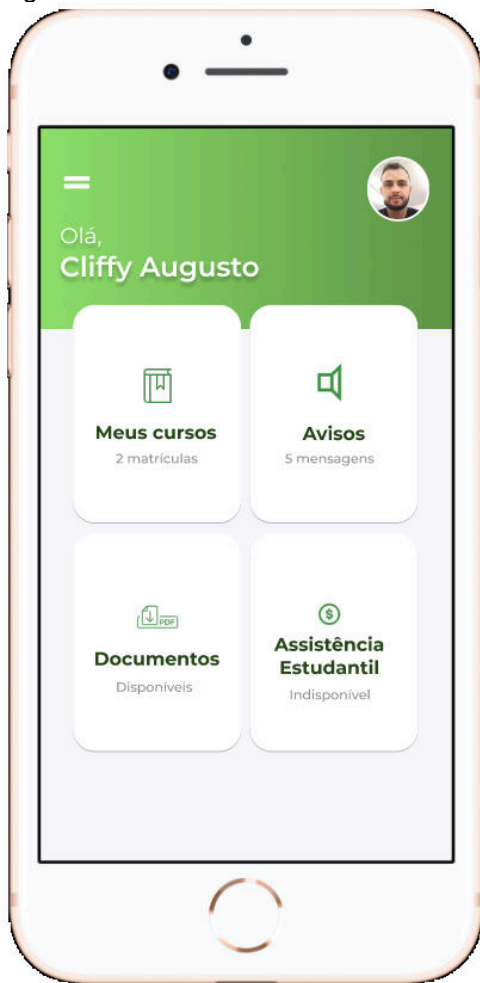 Olá,
Cliffy Augusto
Meus cursos
2 matrículas
Avisos
5 mensagens
PDF
Documentos
Disponíveis
Assistência
Estudantil
Indisponível